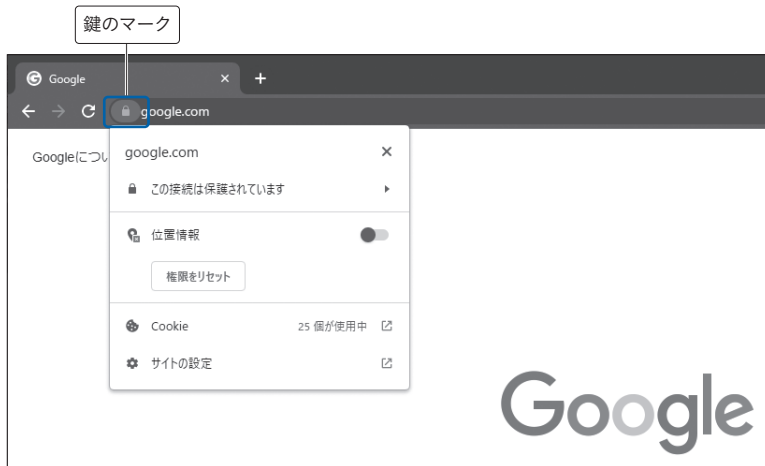 鍵のマーク
Google
google.com
Googleについ
google.com
この接続は保護されています
位置情報
権限をリセット
Cookie 25 個が使用中
サイトの設定
Google